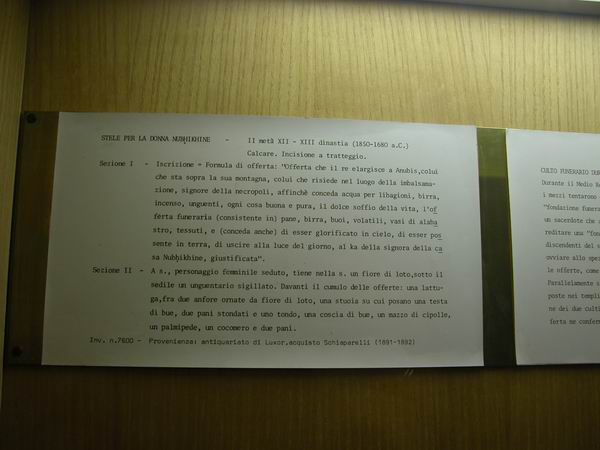 STELE PER LA DONNA NUBḪIKHINE - II metà XII - XIII dinastia (1850-1680 a.C.)
Calcare. Incisione a tratteggio.
Sezione I - Iscrizione = Formula di offerta: "Offerta che il re elargisce a Anubis,colui
che sta sopra la sua montagna, colui che risiede nel luogo della imbalsama-
zione, signore della necropoli, affinchè conceda acqua per libagioni, birra,
incenso, unguenti, ogni cosa buona e pura, il dolce soffio della vita, l'of
ferta funeraria (consistente in) pane, birra, buoi, volatili, vasi di alaba
stro, tessuti, e (conceda anche) di esser glorificato in cielo, di esser pos
sente in terra, di uscire alla luce del giorno, al ka della signora della ca
sa Nubḫikhine, giustificata".
Sezione II - A s., personaggio femminile seduto, tiene nella s. un fiore di loto,sotto il
sedile un unguentario sigillato. Davanti il cumulo delle offerte: una lattu-
ga,fra due anfore ornate da fiore di loto, una stuoia su cui posano una testa
di bue, due pani stondati e uno tondo, una coscia di bue, un mazzo di cipolle,
un palmipede, un cocomero e due pani.
Inv. n.7600 - Provenienza: antiquariato di Luxor,acquisto Schiaparelli (1891-1892)
CULTO FUNERARIO DUR
Durante il Medio Re
i mezzi tentarono
"fondazione funera
un sacerdote che a
reditare una "fon
discendenti del s
ovviare allo spe
le offerte, come
Parallelamente s
poste nei templi
ne dei due culti
ferta ne conferm